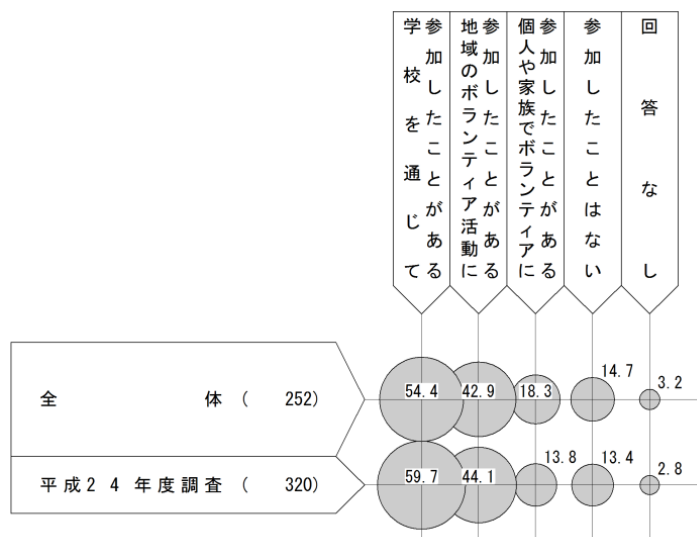 学校を通じて
参加したことがある
地域のボランティア活動に
参加したことがある
個人や家族でボランティアに
参加したことがある
参加したことはない
回答なし
全体 ( 252)
54.4
42.9
18.3
14.7
3.2
平成24年度調査 ( 320)
59.7
44.1
13.8
13.4
2.8